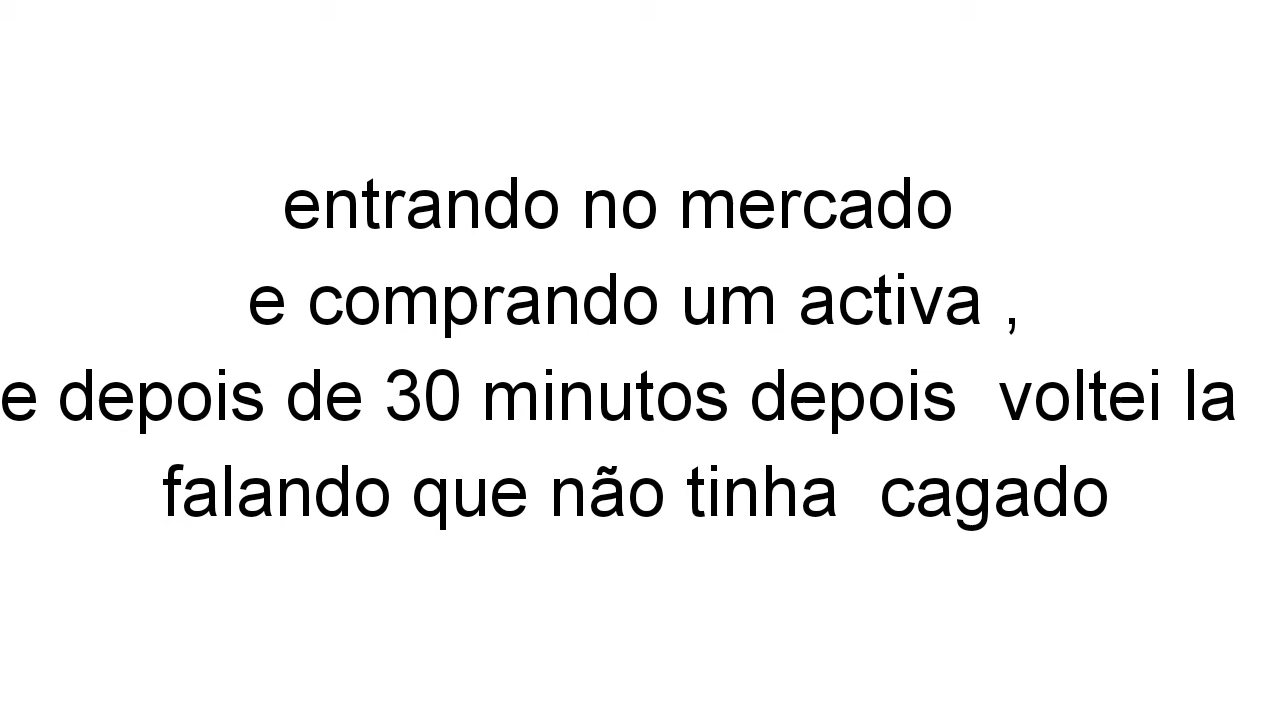 entrando no mercado
e comprando um activa ,
e depois de 30 minutos depois  voltei la
falando que não tinha  cagado